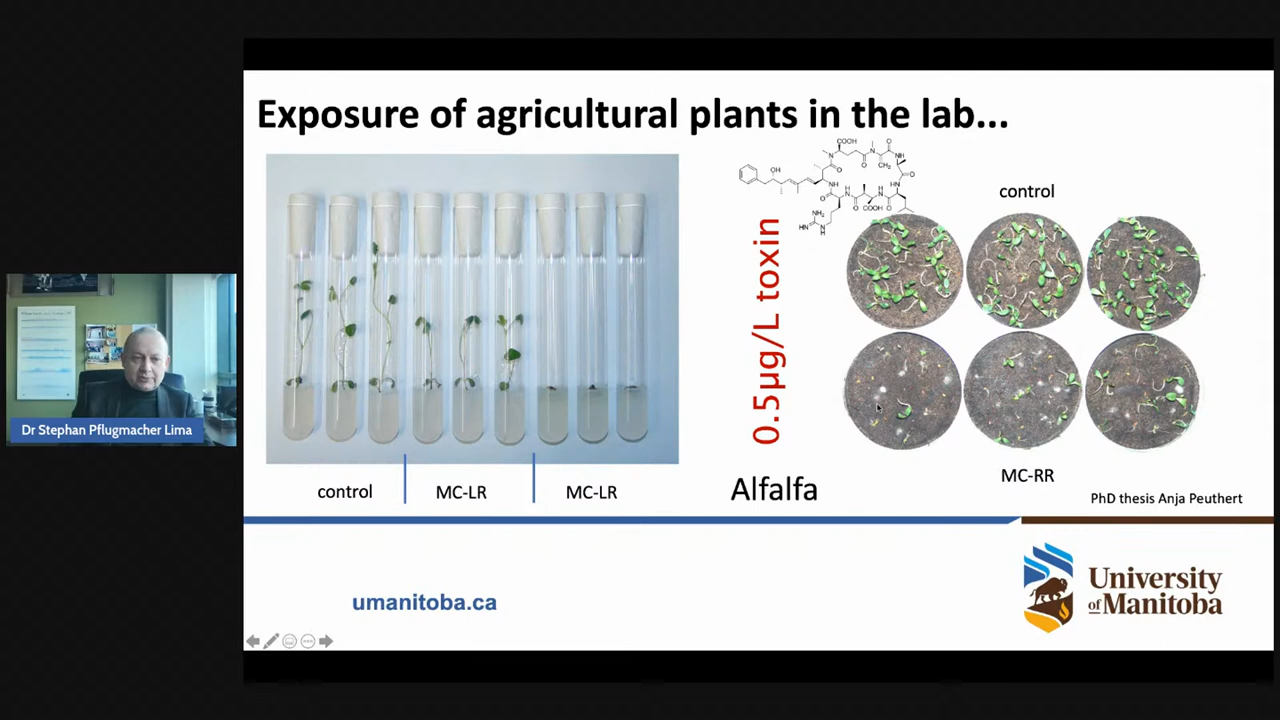 Exposure of agricultural plants in the lab...
control
MC-LR
MC-LR
0.5µg/L toxin
Alfalfa
control
MC-RR
PhD thesis Anja Peuthert
Dr Stephan Pflugmacher Lima
umanitoba.ca
University
of Manitoba